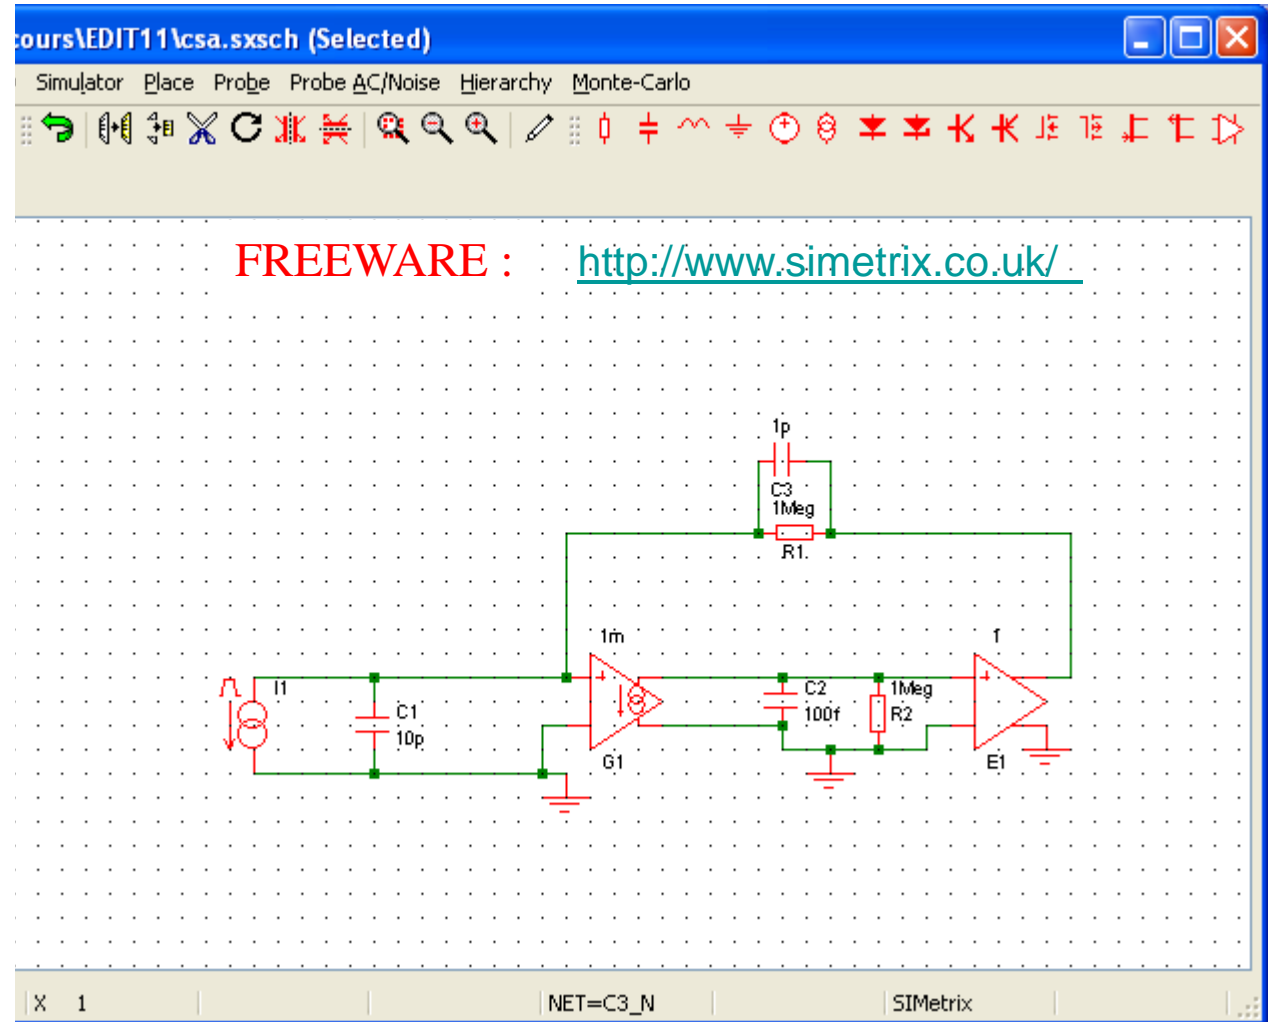 ours\EDIT11\csa.sxsch (Selected)
Simulator Place Probe Probe AC/Noise Hierarchy Monte-Carlo
FREEWARE : http://www.simetrix.co.uk/
1p
C3
1Meg
R1
1m
1
I1
C1
10p
C2
100f
1Meg
R2
G1
E1
X 1 NET=C3_N SIMetrix